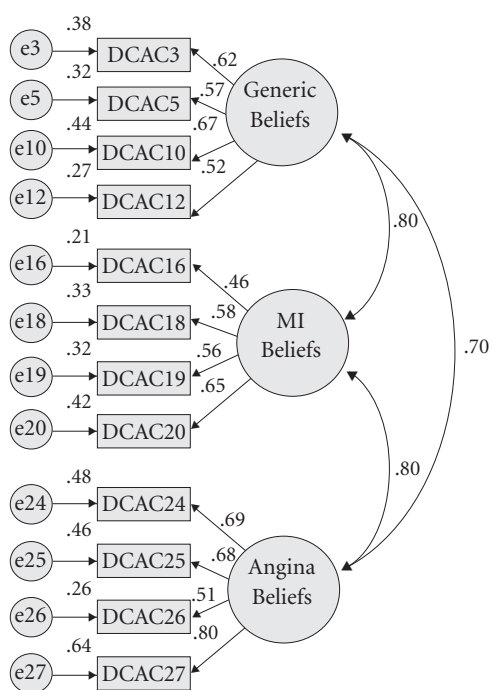 .38
e3 DCAC3
.62
.32
e5 DCAC5
.57
.44
e10 DCAC10
.67
.27
e12 DCAC12
.52
Generic
Beliefs
.80
.21
e16 DCAC16
.46
.33
e18 DCAC18
.58
.32
e19 DCAC19
.56
.42
e20 DCAC20
.65
MI
Beliefs
.70
.80
.48
e24 DCAC24
.69
.46
e25 DCAC25
.68
.26
e26 DCAC26
.51
.64
e27 DCAC27
.80
Angina
Beliefs